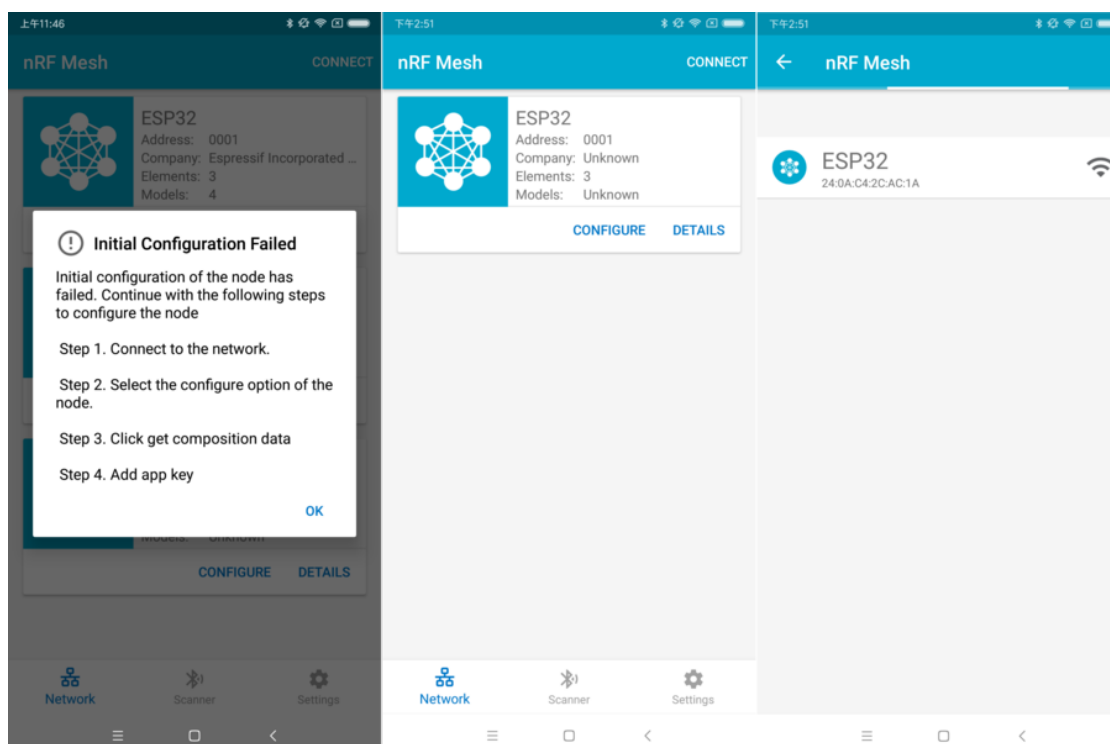 上午11:46
nRF Mesh
CONNECT
ESP32
Address: 0001
Company: Espressif Incorporated ...
Elements: 3
Models: 4
Initial Configuration Failed
Initial configuration of the node has
failed. Continue with the following steps
to configure the node
Step 1. Connect to the network.
Step 2. Select the configure option of the
node.
Step 3. Click get composition data
Step 4. Add app key
OK
Models: Unknown
CONFIGURE DETAILS
Network
Scanner
Settings
下午2:51
nRF Mesh
CONNECT
ESP32
Address: 0001
Company: Unknown
Elements: 3
Models: Unknown
CONFIGURE DETAILS
Network
Scanner
Settings
下午2:51
nRF Mesh
ESP32
24:0A:C4:2C:AC:1A